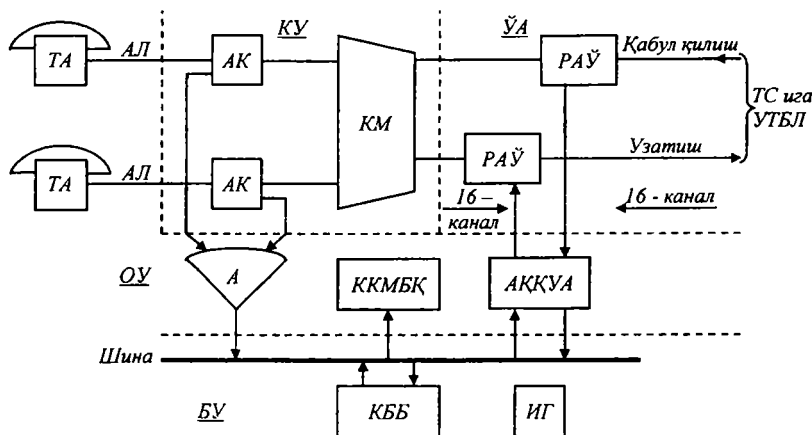 КУ ЎА
ТА АЛ АК КМ РАЎ Қабул қилиш
ТС ига
УТБЛ
ТА АЛ АК РАЎ Узатиш
16 –
канал
16 - канал
ОУ А ККМБҚ АҚҚУА
Шина
БУ КББ ИГ